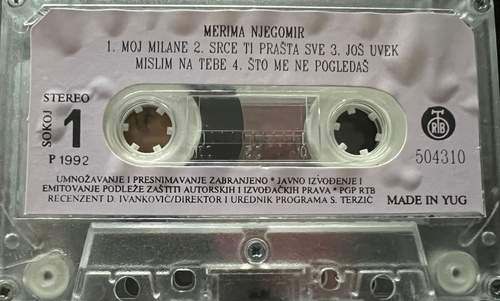 MERIMA NJEGOMIR
1. MOJ MILANE 2. SRCE TI PRAŠTA SVE 3. JOŠ UVEK
MISLIM NA TEBE 4. ŠTO ME NE POGLEDAŠ
STEREO
SOKOJ
1
P 1992
RTB
504310
UMNOŽAVANJE I PRESNIMAVANJE ZABRANJENO * JAVNO IZVOĐENJE I
EMITOVANJE PODLEŽE ZAŠTITI AUTORSKIH I IZVOĐAČKIH PRAVA * PGP RTB
RECENZENT D. IVANKOVIĆ/DIREKTOR I UREDNIK PROGRAMA S. TERZIĆ
MADE IN YUG